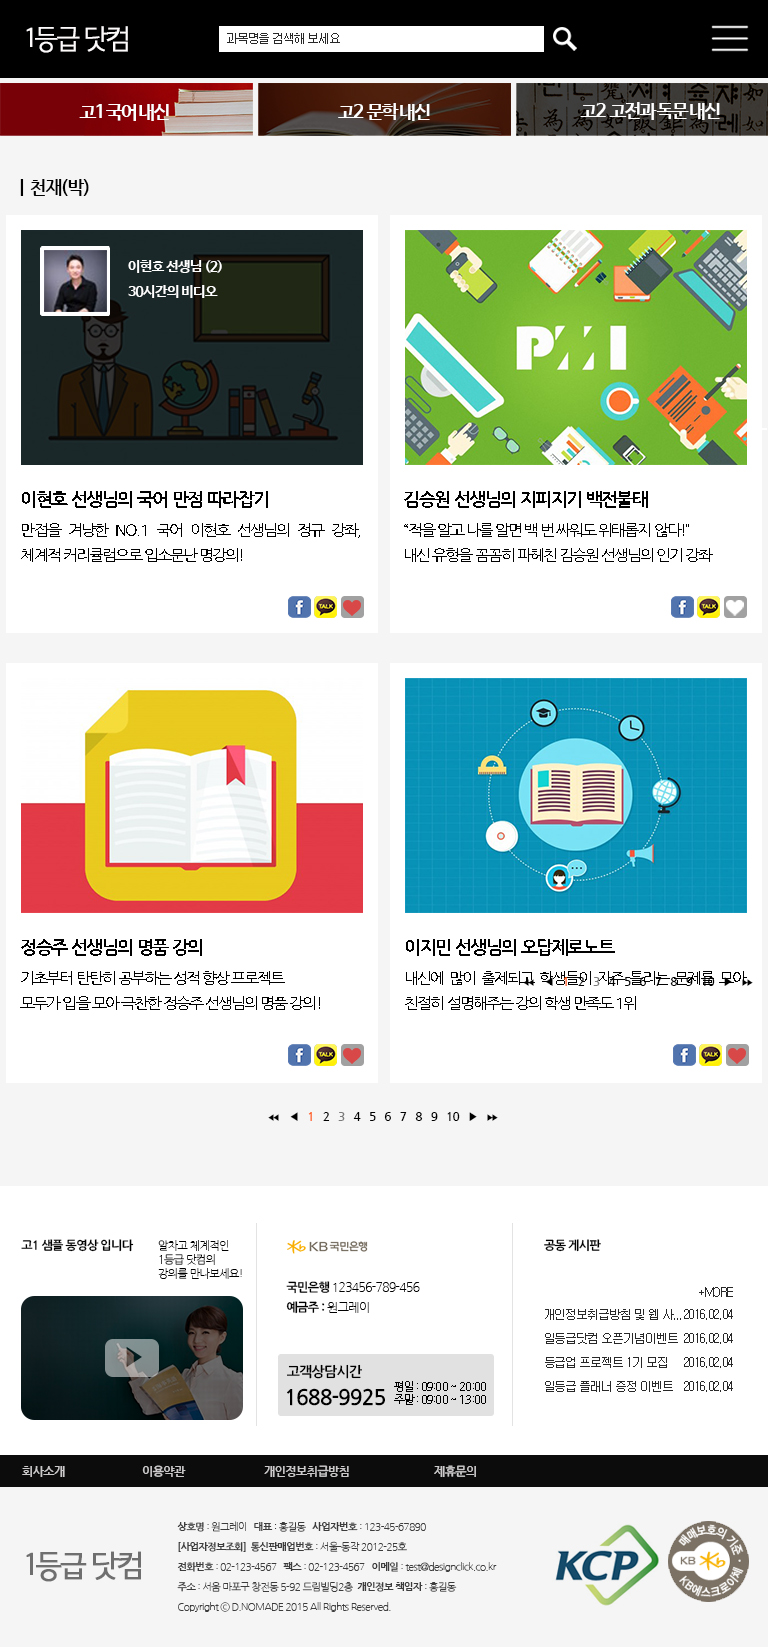 1등급 닷컴
과목명을 검색해 보세요
고1 국어 내신
고2 문학 내신
고2 고전과 독문 내신
천재(박)
이현호 선생님 (2)
30시간의 비디오
PMI
이현호 선생님의 국어 만점 따라잡기
만접을 겨냥한 NO.1 국어 이현호 선생님의 정규 강좌,
체계적 커리큘럼으로 입소문난 명강의!
김승원 선생님의 지피지기 백전불태
"적을 알고 나를 알면 백 번 싸워도 위태롭지 않다!"
내신 유형을 꼼꼼히 파헤친 김승원 선생님의 인기 강좌
TALK
TALK
정승주 선생님의 명품 강의
기초부터 탄탄히 공부하는 성적 향상 프로젝트
모두가 입을 모아 극찬한 정승주 선생님의 명품 강의!
이지민 선생님의 오답제로노트
내신에 많이 출제되고 학생들이 자주 틀리는 문제를 모아
1 2 3 4 5 6 7 8 9 10
친절히 설명해주는 강의 학생 만족도 1위
TALK
TALK
1 2 3 4 5 6 7 8 9 10
고1 샘플 동영상 입니다
알차고 체계적인
1등급 닷컴의
강의를 만나보세요!
KB 국민은행
국민은행 123456-789-456
예금주 : 원그레이
고객상담시간
1688-9925
평일 : 09:00 ~ 20:00
주말 : 09:00 ~ 13:00
공동 게시판
+MORE
개인정보취급방침 및 웹 사... 2016.02.04
일등급닷컴 오픈기념이벤트 2016.02.04
등급업 프로젝트 1기 모집 2016.02.04
일등급 플래너 증정 이벤트 2016.02.04
회사소개
이용약관
개인정보취급방침
제휴문의
1등급 닷컴
상호명 : 원그레이 대표 : 홍길동 사업자번호 : 123-45-67890
[사업자정보조회] 통신판매업번호 : 서울-동작 2012-25호
전화번호 : 02-123-4567 팩스 : 02-123-4567 이메일 : test@designclick.co.kr
주소 : 서울 마포구 창전동 5-92 드림빌딩2층 개인정보 책임자 : 홍길동
Copyright ⓒ D.NOMADE 2015 All Rights Reserved.
KCP
매매보호의 기준
KB
KB에스크로이체